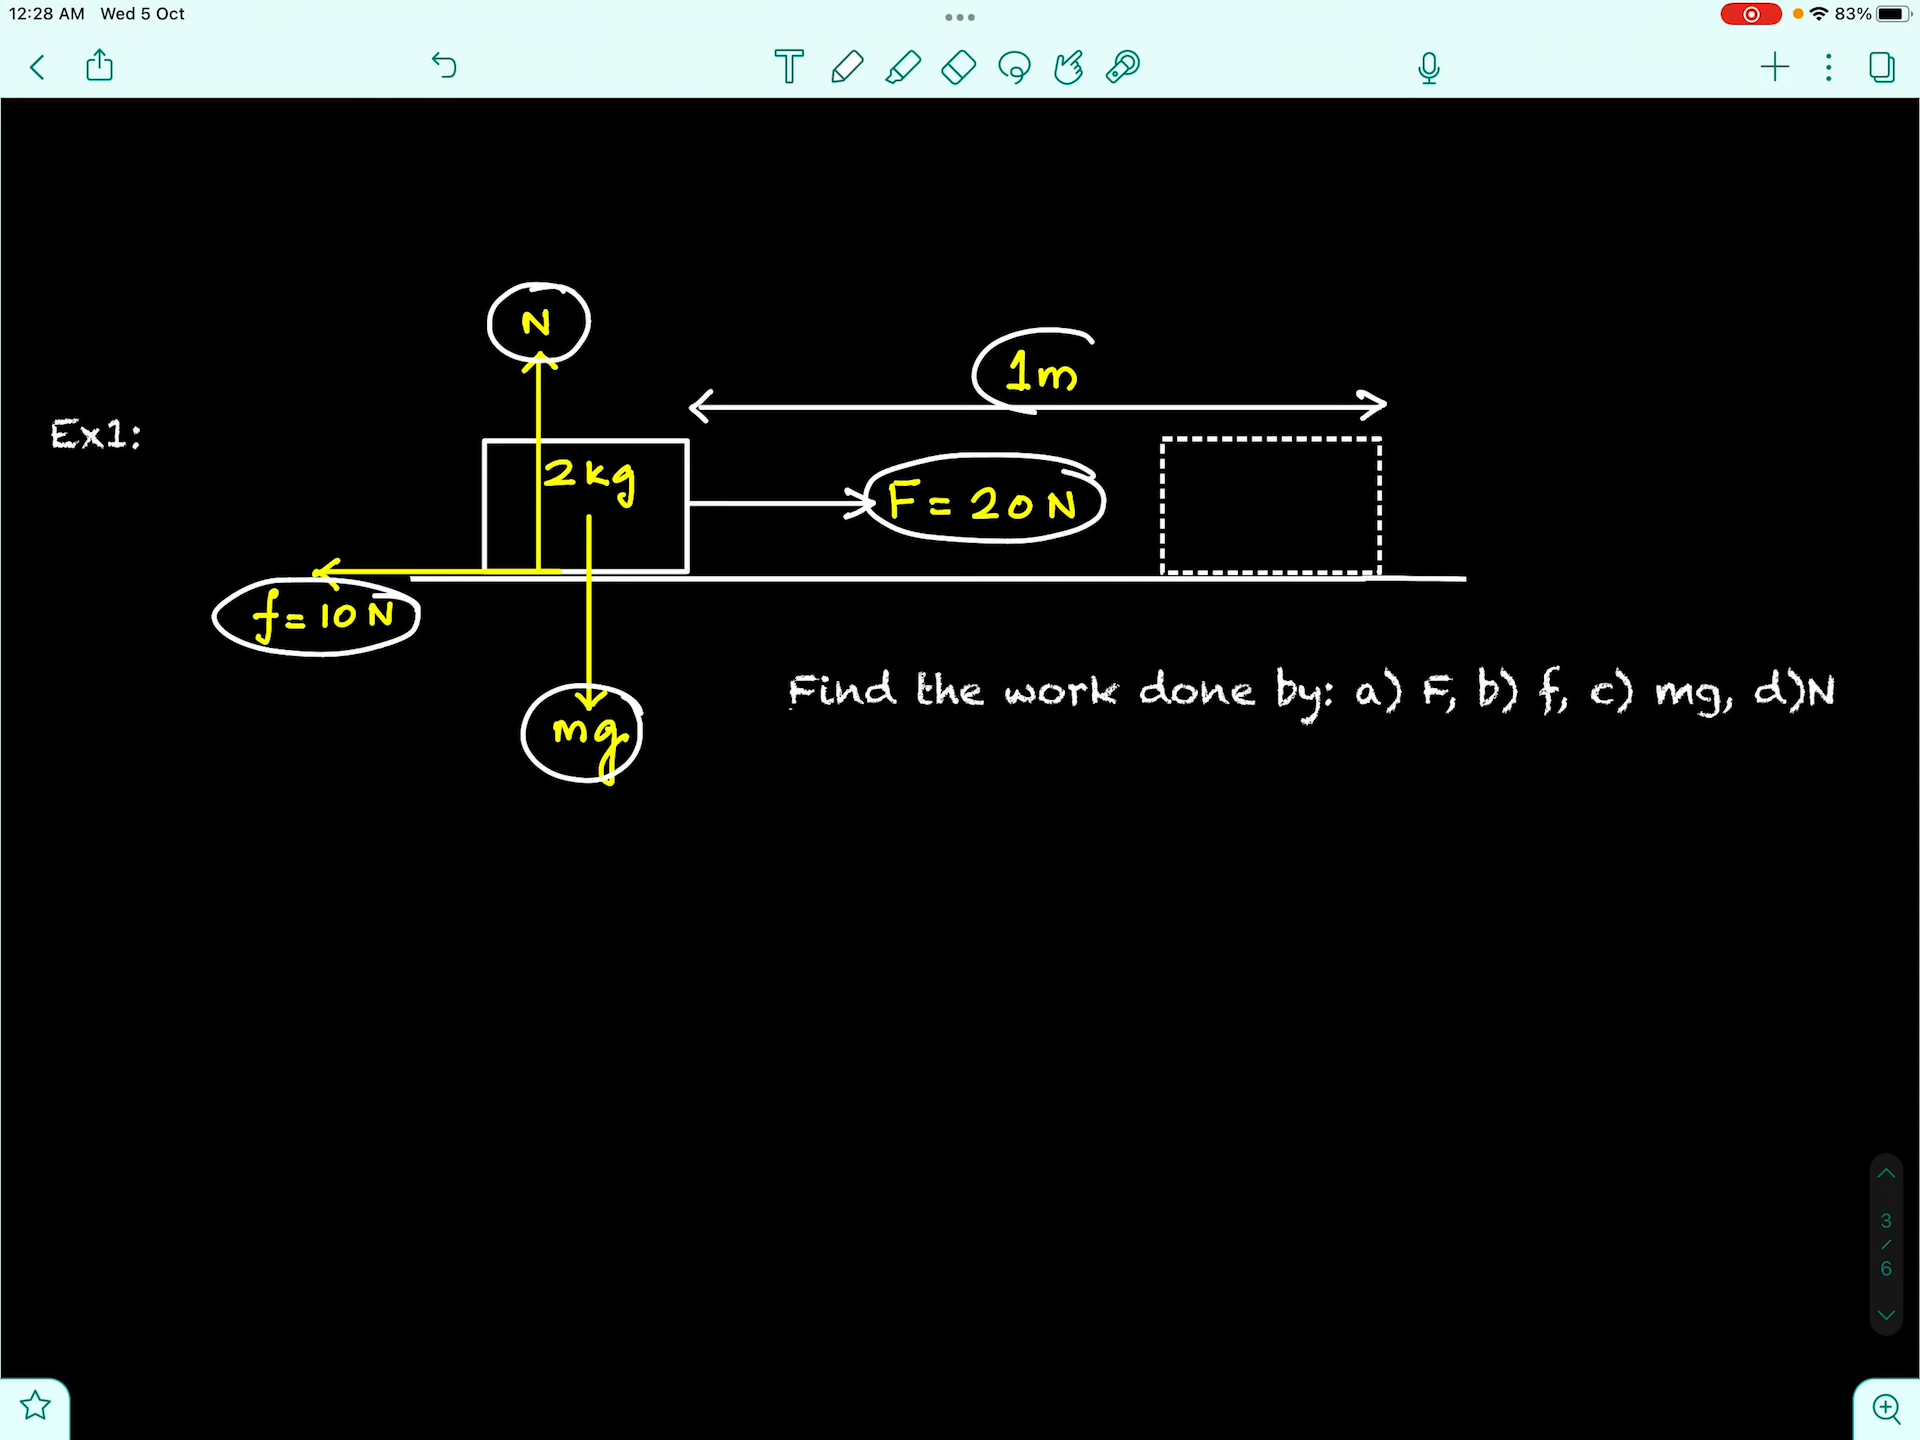 12:28 AM Wed 5 Oct
83%
N
1m
Ex1:
2kg
F = 20 N
f = 10 N
Find the work done by: a) F, b) f, c) mg, d)N
mg
3
/
6